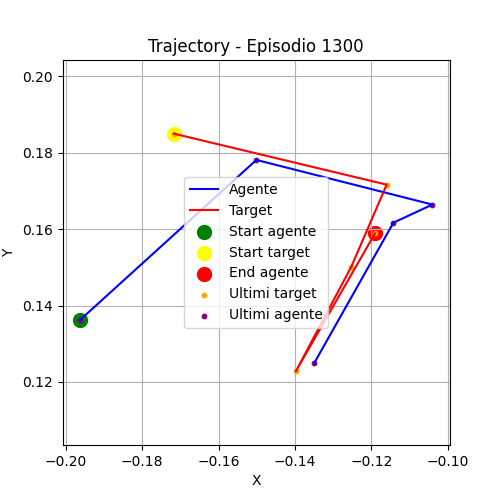 Trajectory - Episodio 1300
0.20
0.18
0.16
0.14
0.12
Y
Agente
Target
Start agente
Start target
End agente
Ultimi target
Ultimi agente
−0.20 −0.18 −0.16 −0.14 −0.12 −0.10
X